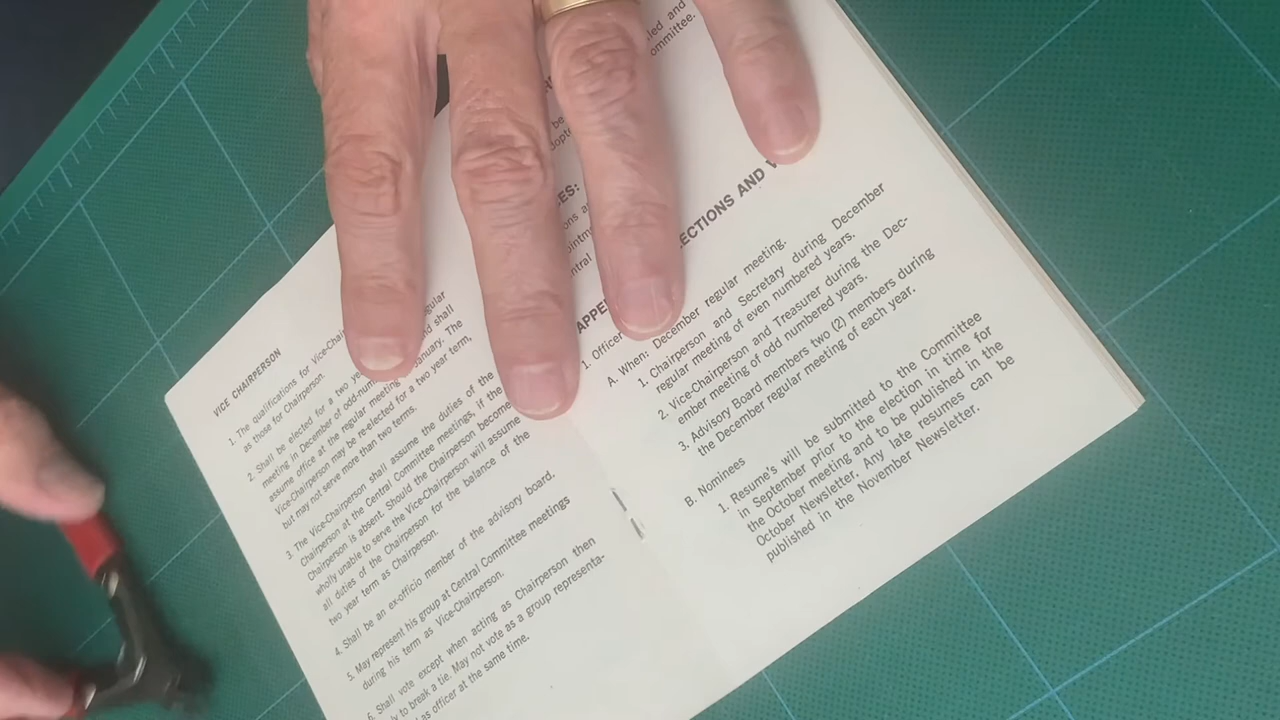 VICE CHAIRPERSON
1. The qualifications for Vice-Chair
as those for Chairperson.
2. Shall be elected for a two
meeting in December of
and shall
assume office at the regular meeting
January. The
Vice-Chairperson may be re-elected for a two year term,
but may not serve more than two terms.
3. The Vice-Chairperson shall assume the duties of the
Chairperson at the Central Committee meetings, if the
Chairperson is absent. Should the Chairperson become
wholly unable to serve the Vice-Chairperson will assume
all duties of the Chairperson for the balance of the
two year term as Chairperson.
4. Shall be an ex-officio member of the advisory board.
5. May represent his group at Central Committee meetings
during his term as Vice-Chairperson.
6. Shall vote except when acting as Chairperson then
to break a tie. May not vote as a group representa-
as officer at the same time.
and
ommittee.
be
ES:
APPE
ECTIONS AND
1. Officer
A. When: December regular meeting.
1. Chairperson and Secretary during December
regular meeting of even numbered years.
2. Vice-Chairperson and Treasurer during the Dec-
ember meeting of odd numbered years.
3. Advisory Board members two (2) members during
the December regular meeting of each year.
B. Nominees
1. Resume's will be submitted to the Committee
in September prior to the election in time for
the October meeting and to be published in the
October Newsletter. Any late resumes can be
published in the November Newsletter.